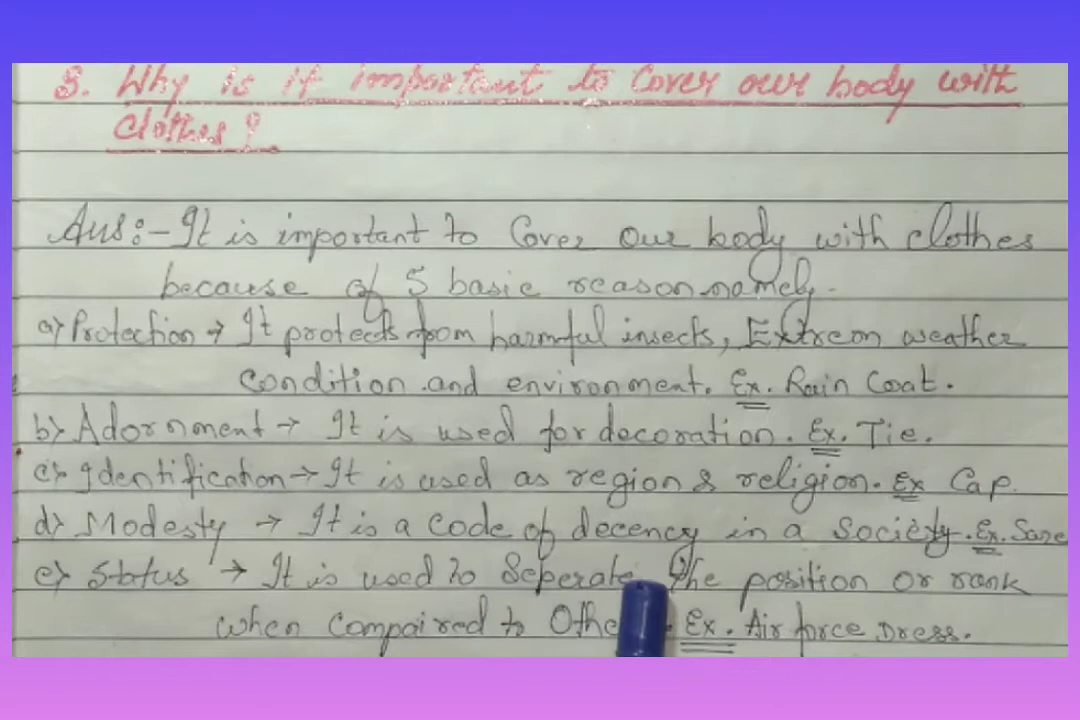 3. Why is it important to cover our body with
clothes?
Ans:- It is important to Cover Our body with clothes
because of 5 basic reason namely.
a) Protection → It protects from harmful insects, Extrem weather
condition and environment. Ex. Rain Coat.
b) Adornment → It is used for decoration. Ex. Tie.
c) Identification → It is used as region & religion. Ex Cap.
d) Modesty → It is a code of decency in a society. Ex. Sare
e) Status → It is used to Seperate the position or rank
when compaired to Othe Ex. Air force Dress.